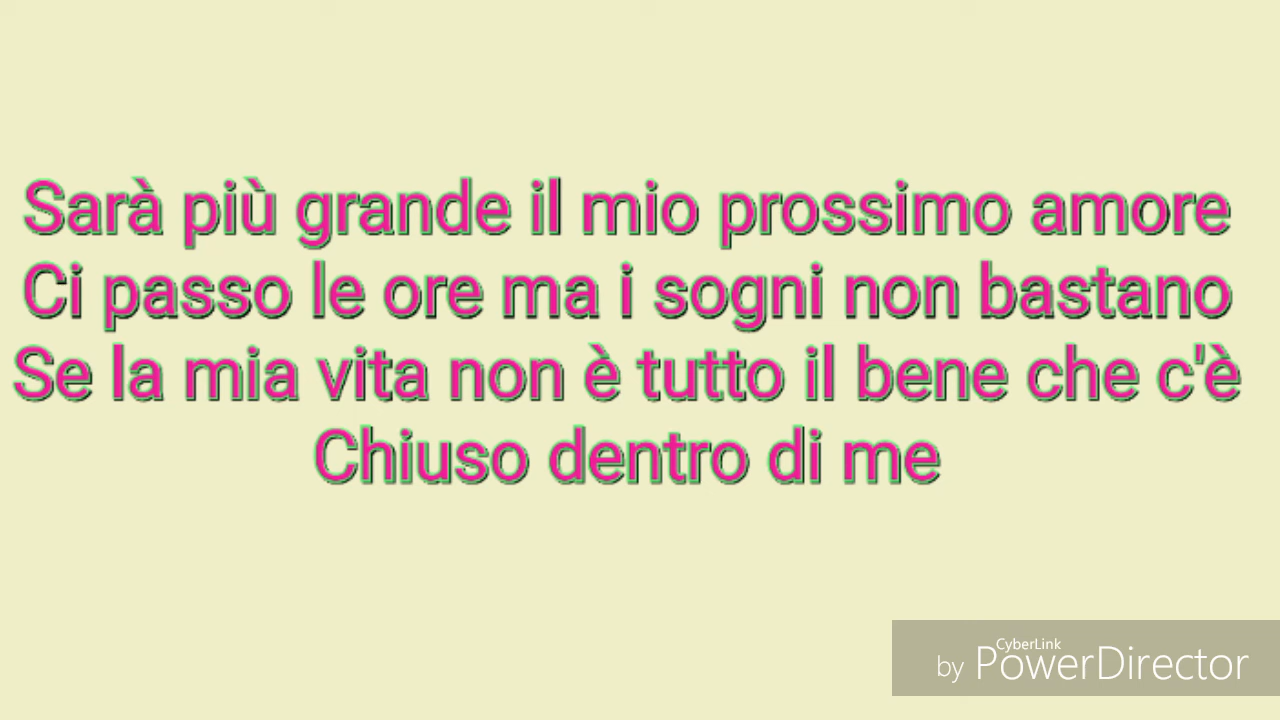 Sarà più grande il mio prossimo amore
Ci passo le ore ma i sogni non bastano
Se la mia vita non è tutto il bene che c'è
Chiuso dentro di me
CyberLink
by PowerDirector